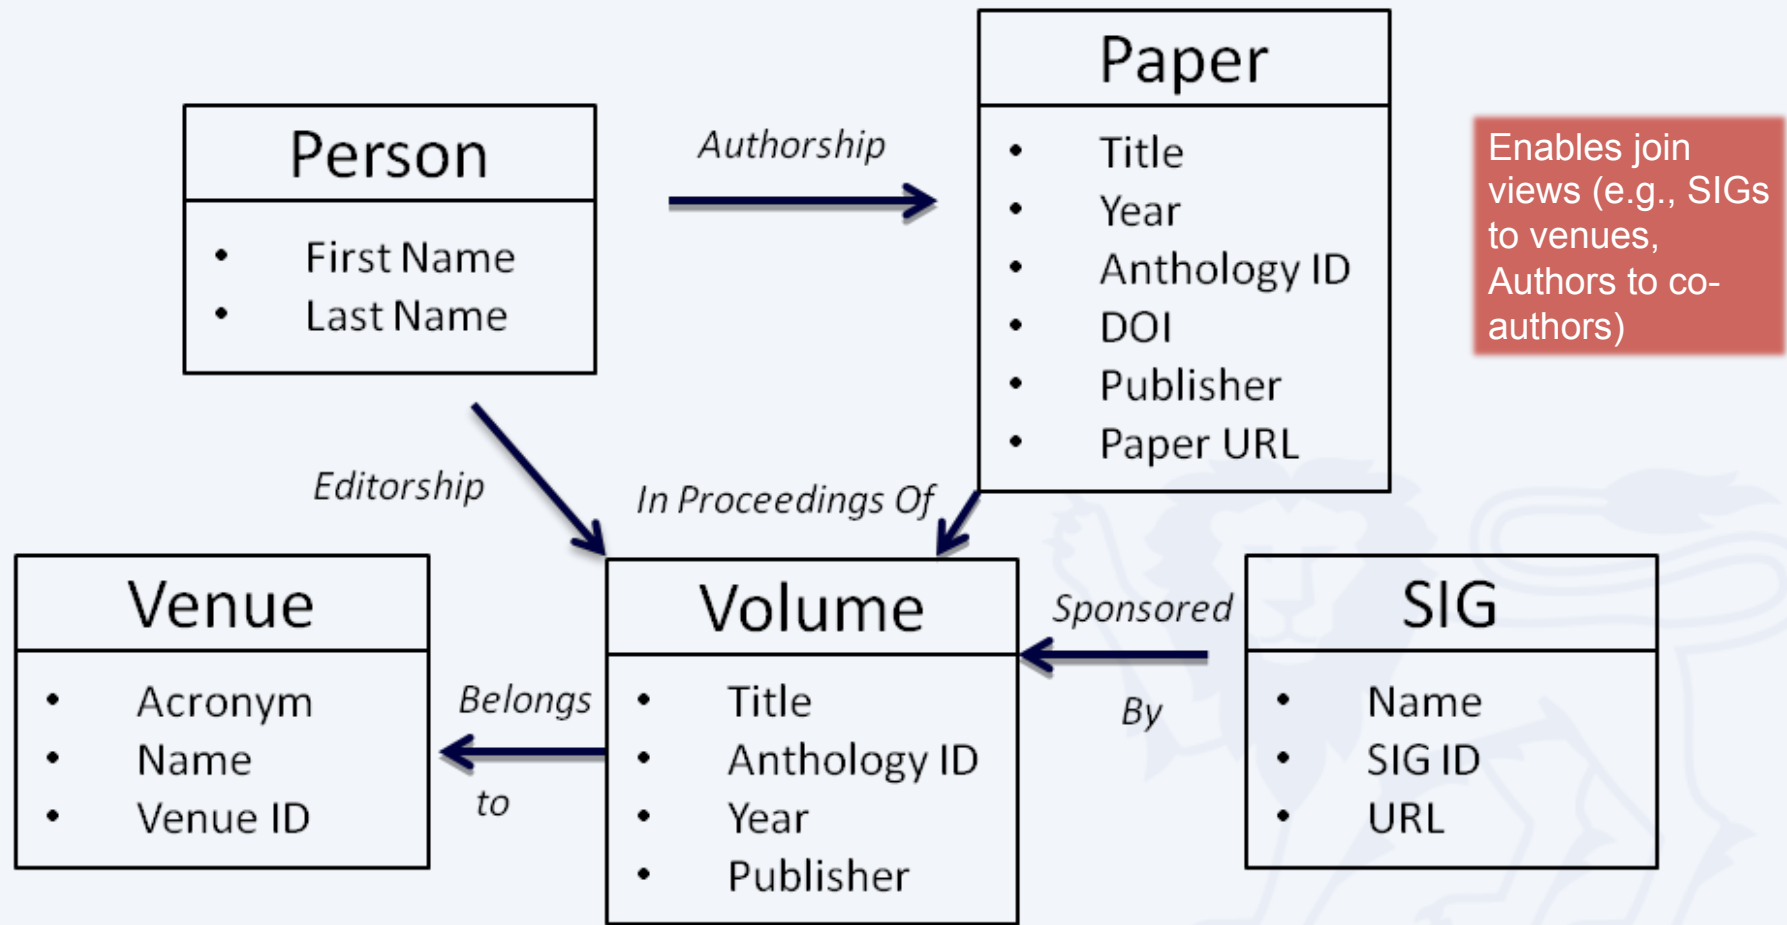 Person
• First Name
• Last Name
Authorship
Paper
• Title
• Year
• Anthology ID
• DOI
• Publisher
• Paper URL
Enables join
views (e.g., SIGs
to venues,
Authors to co-
authors)
Editorship
In Proceedings Of
Venue
• Acronym
• Name
• Venue ID
Belongs
to
Volume
• Title
• Anthology ID
• Year
• Publisher
Sponsored
By
SIG
• Name
• SIG ID
• URL